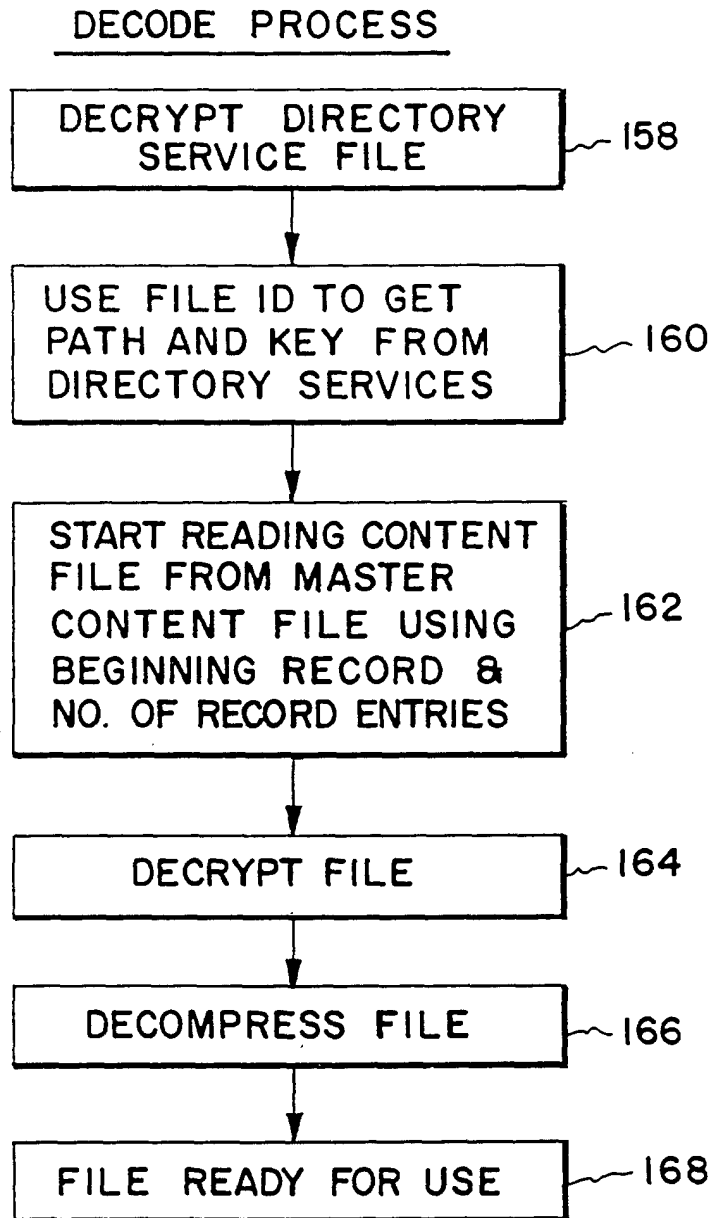 DECODE PROCESS
DECRYPT DIRECTORY
SERVICE FILE
158
USE FILE ID TO GET
PATH AND KEY FROM
DIRECTORY SERVICES
160
START READING CONTENT
FILE FROM MASTER
CONTENT FILE USING
BEGINNING RECORD &
NO. OF RECORD ENTRIES
162
DECRYPT FILE
164
DECOMPRESS FILE
166
FILE READY FOR USE
168